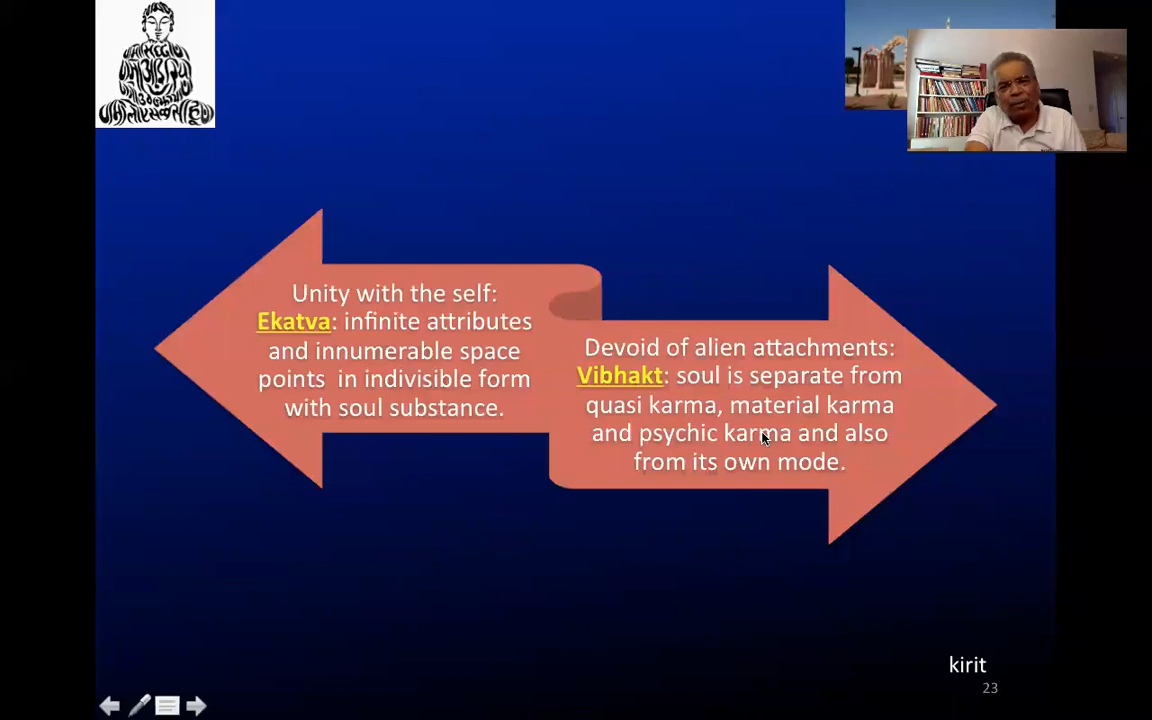 Unity with the self:
Ekatva: infinite attributes
and innumerable space
points in indivisible form
with soul substance.
Devoid of alien attachments:
Vibhakt: soul is separate from
quasi karma, material karma
and psychic karma and also
from its own mode.
kirit
23